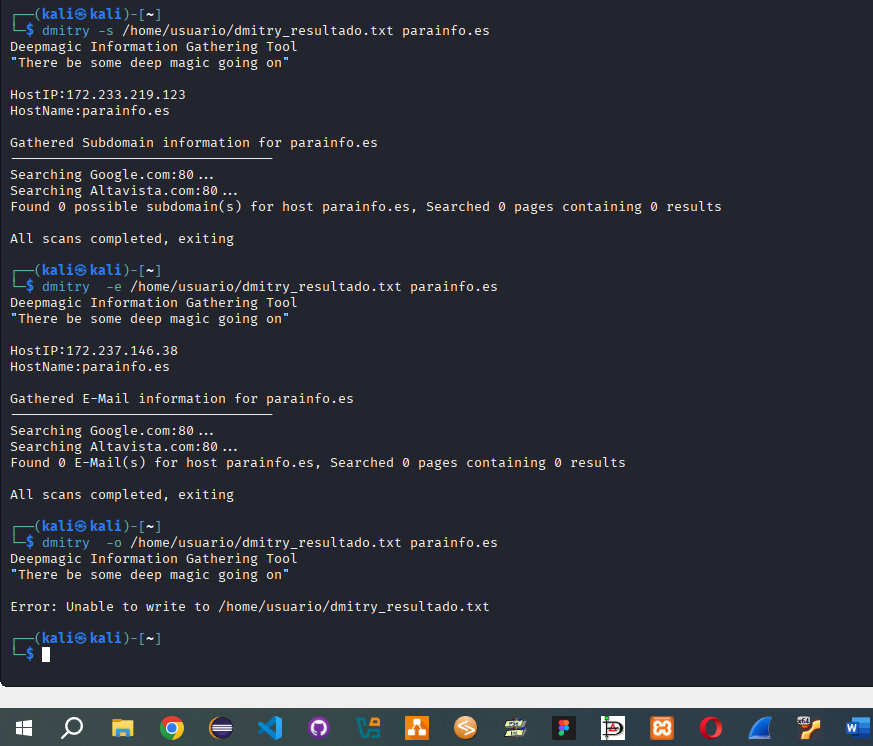 ┌──(kali㉿kali)-[~]
└─$ dmitry -s /home/usuario/dmitry_resultado.txt parainfo.es
Deepmagic Information Gathering Tool
"There be some deep magic going on"
HostIP:172.233.219.123
HostName:parainfo.es
Gathered Subdomain information for parainfo.es
Searching Google.com:80...
Searching Altavista.com:80...
Found 0 possible subdomain(s) for host parainfo.es, Searched 0 pages containing 0 results
All scans completed, exiting
┌──(kali㉿kali)-[~]
└─$ dmitry  -e /home/usuario/dmitry_resultado.txt parainfo.es
Deepmagic Information Gathering Tool
"There be some deep magic going on"
HostIP:172.237.146.38
HostName:parainfo.es
Gathered E-Mail information for parainfo.es
Searching Google.com:80...
Searching Altavista.com:80...
Found 0 E-Mail(s) for host parainfo.es, Searched 0 pages containing 0 results
All scans completed, exiting
┌──(kali㉿kali)-[~]
└─$ dmitry  -o /home/usuario/dmitry_resultado.txt parainfo.es
Deepmagic Information Gathering Tool
"There be some deep magic going on"
Error: Unable to write to /home/usuario/dmitry_resultado.txt
┌──(kali㉿kali)-[~]
└─$
x64
W